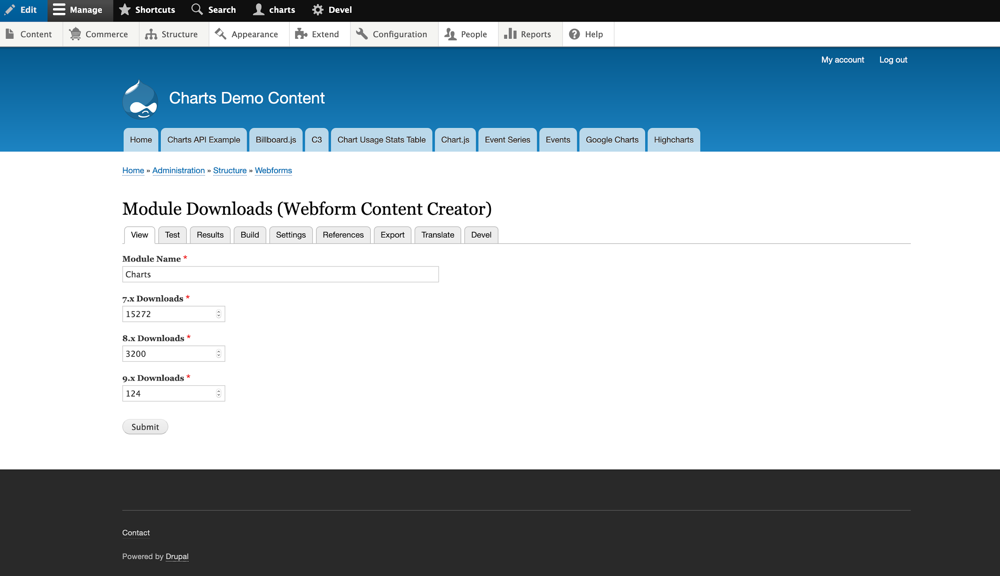 Edit Manage Shortcuts Search charts Devel
Content Commerce Structure Appearance Extend Configuration People Reports Help
My account Log out
Charts Demo Content
Home Charts API Example Billboard.js C3 Chart Usage Stats Table Chart.js Event Series Events Google Charts Highcharts
Home » Administration » Structure » Webforms
Module Downloads (Webform Content Creator)
View Test Results Build Settings References Export Translate Devel
Module Name *
Charts
7.x Downloads *
15272
8.x Downloads *
3200
9.x Downloads *
124
Submit
Contact
Powered by Drupal